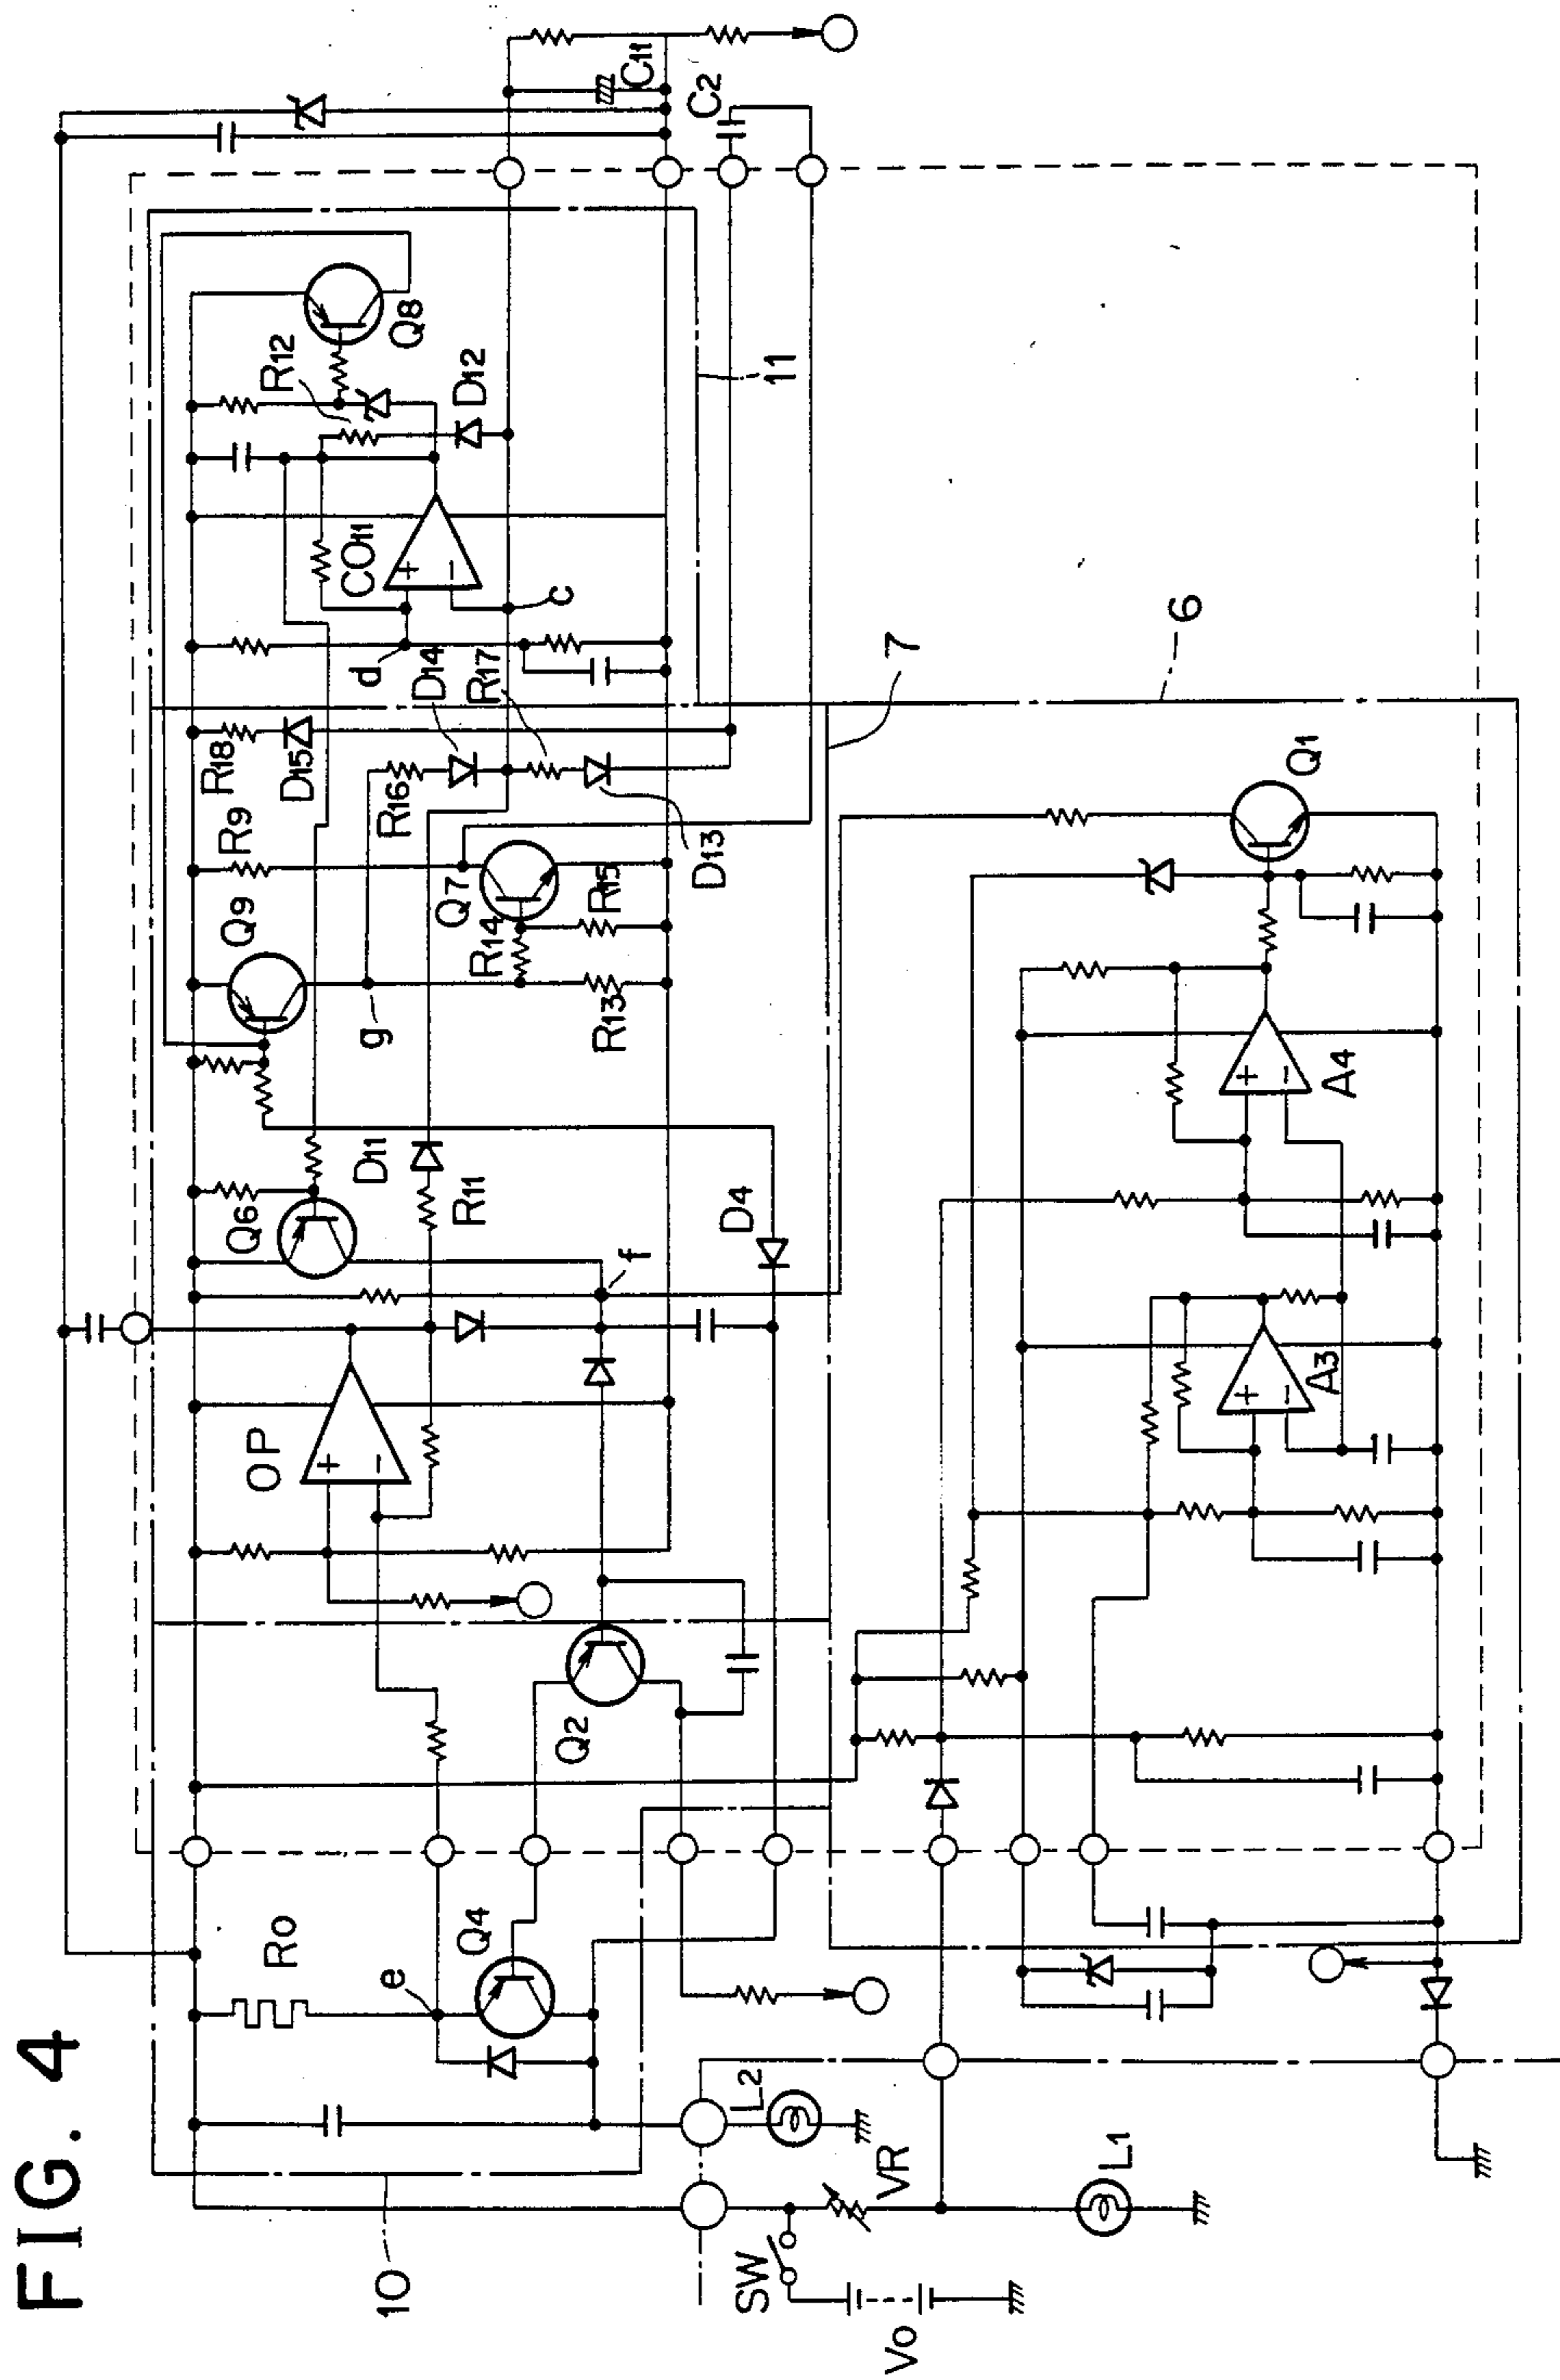 FIG. 4
10
Vo
SW
VR
L1
L2
Ro
e
Q4
Q2
OP
f
Q6
D11
R11
D4
Q9
g
R13
R14
R15
Q7
R9
R16
D13
R18
D15
D14
R17
d
c
CO11
R12
D12
Q8
11
C11
C2
7
6
Q1
A4
A3
+
−
+
−
+
−
+
−